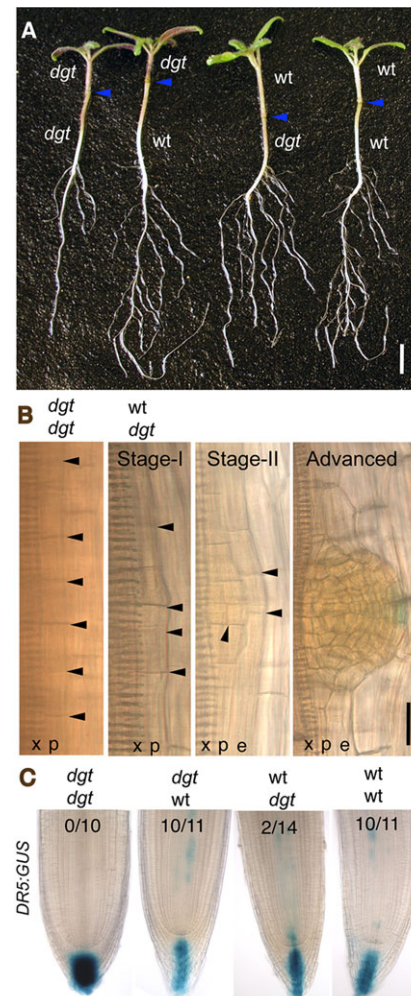 A
dgt dgt wt wt
dgt wt dgt wt
B
dgt wt
dgt dgt
Stage-I Stage-II Advanced
x p x p x p e x p e
C
dgt dgt wt wt
dgt wt dgt wt
0/10 10/11 2/14 10/11
DR5:GUS